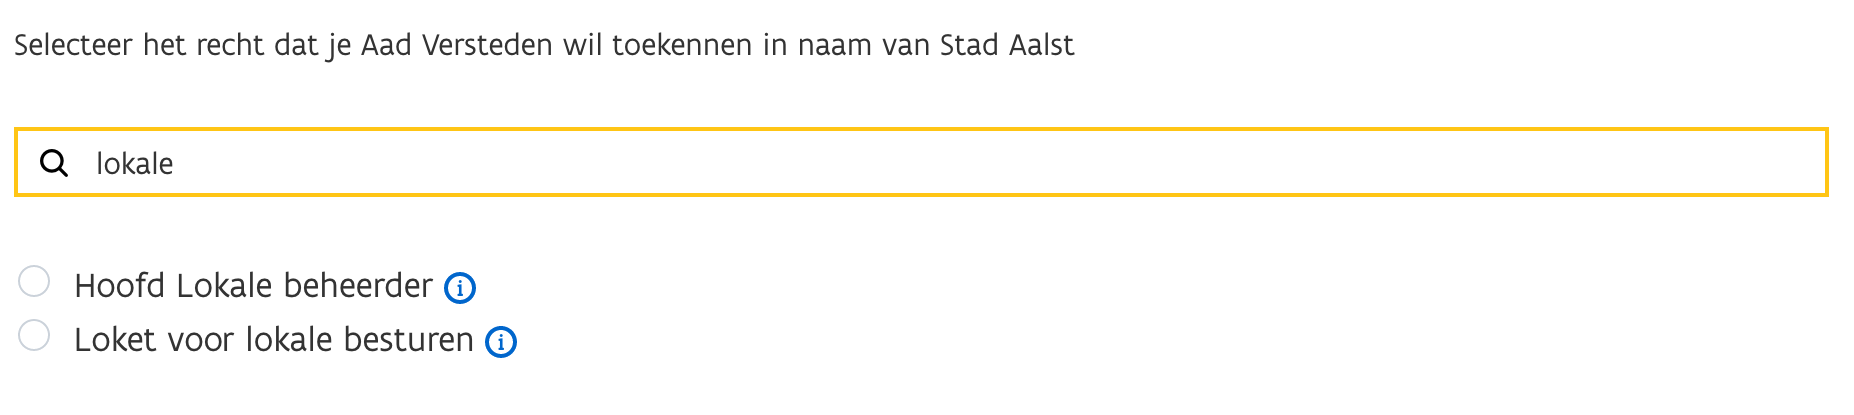 Selecteer het recht dat je Aad Versteden wil toekennen in naam van Stad Aalst
lokale
Hoofd Lokale beheerder
Loket voor lokale besturen